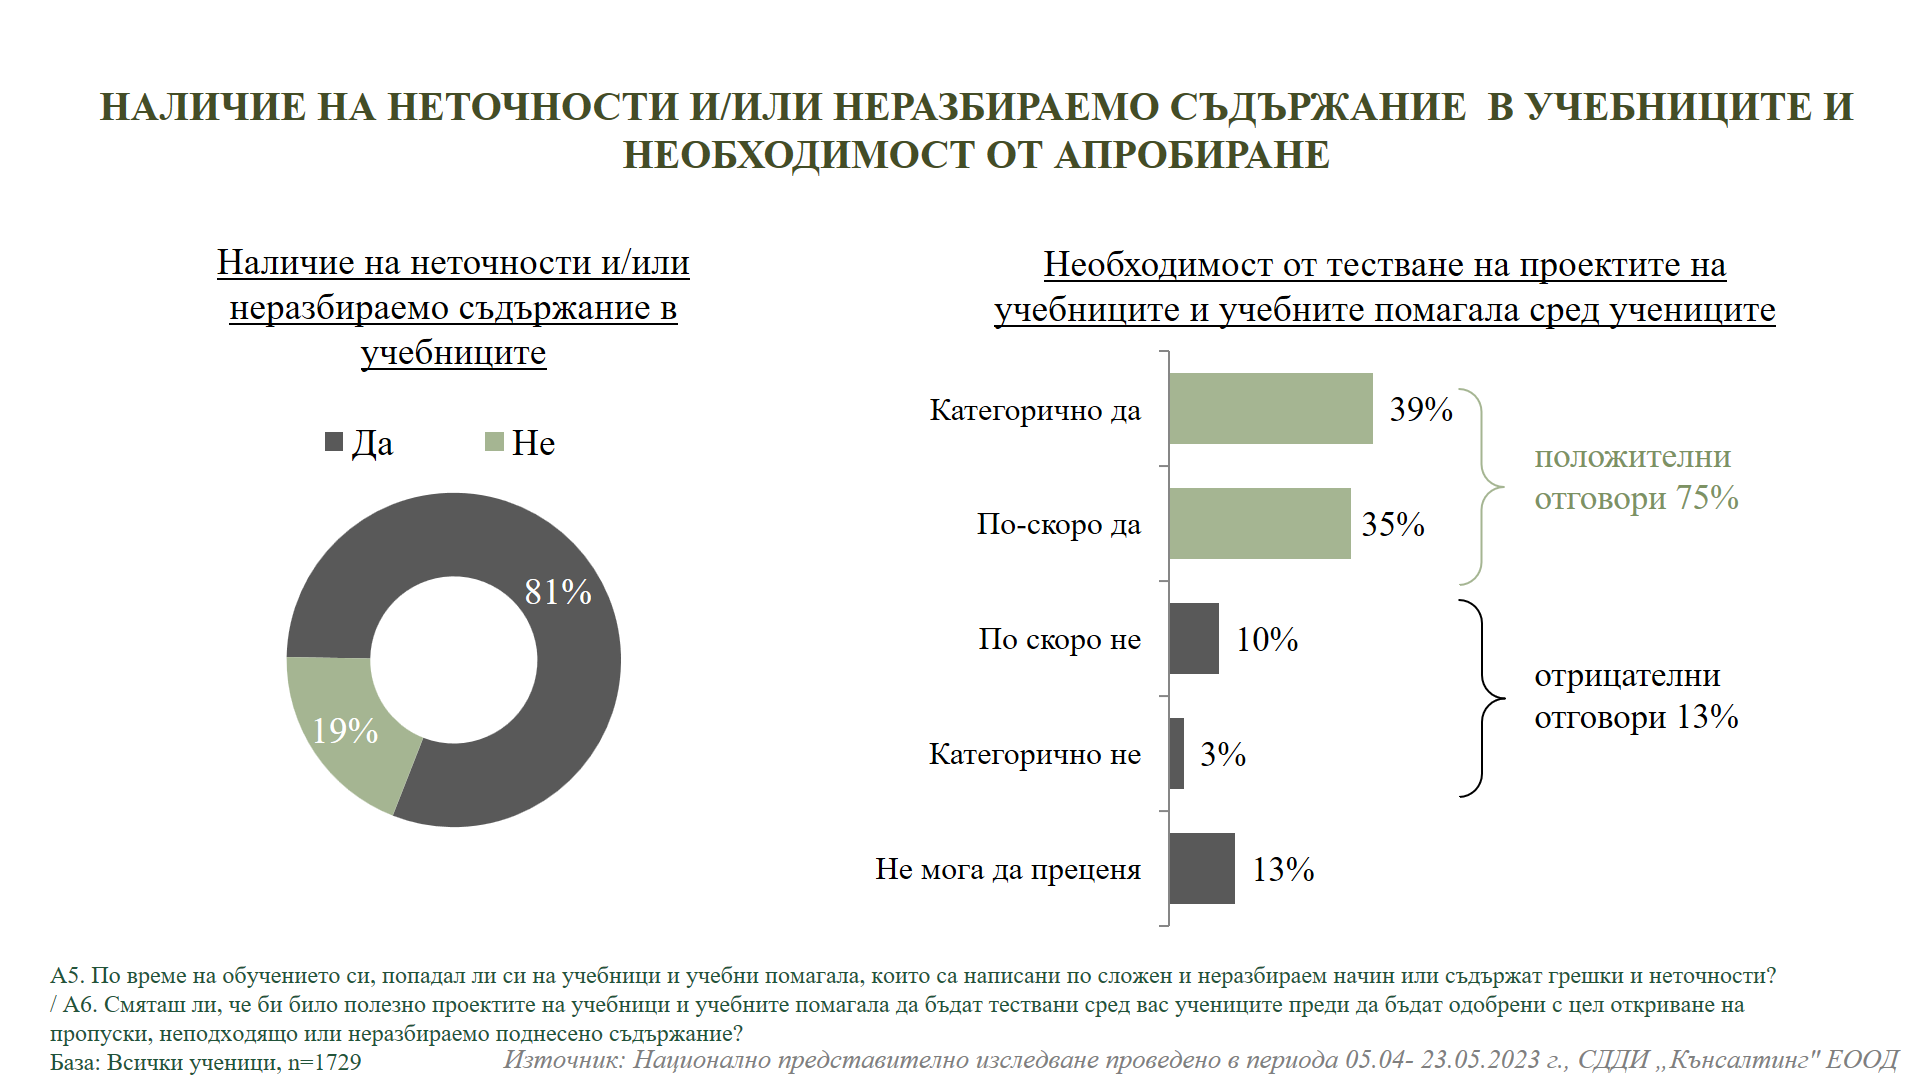 НАЛИЧИЕ НА НЕТОЧНОСТИ И/ИЛИ НЕРАЗБИРАЕМО СЪДЪРЖАНИЕ В УЧЕБНИЦИТЕ И
НЕОБХОДИМОСТ ОТ АПРОБИРАНЕ
Наличие на неточности и/или
неразбираемо съдържание в
учебниците
Да
Не
81%
19%
Необходимост от тестване на проектите на
учебниците и учебните помагала сред учениците
Категорично да
39%
По-скоро да
35%
положителни
отговори 75%
По скоро не
10%
Категорично не
3%
отрицателни
отговори 13%
Не мога да преценя
13%
А5. По време на обучението си, попадал ли си на учебници и учебни помагала, които са написани по сложен и неразбираем начин или съдържат грешки и неточности?
/ А6. Смяташ ли, че би било полезно проектите на учебници и учебните помагала да бъдат тествани сред вас учениците преди да бъдат одобрени с цел откриване на
пропуски, неподходящо или неразбираемо поднесено съдържание?
База: Всички ученици, n=1729
Източник: Национално представително изследване проведено в периода 05.04- 23.05.2023 г., СДДИ „Кънсалтинг" ЕООД